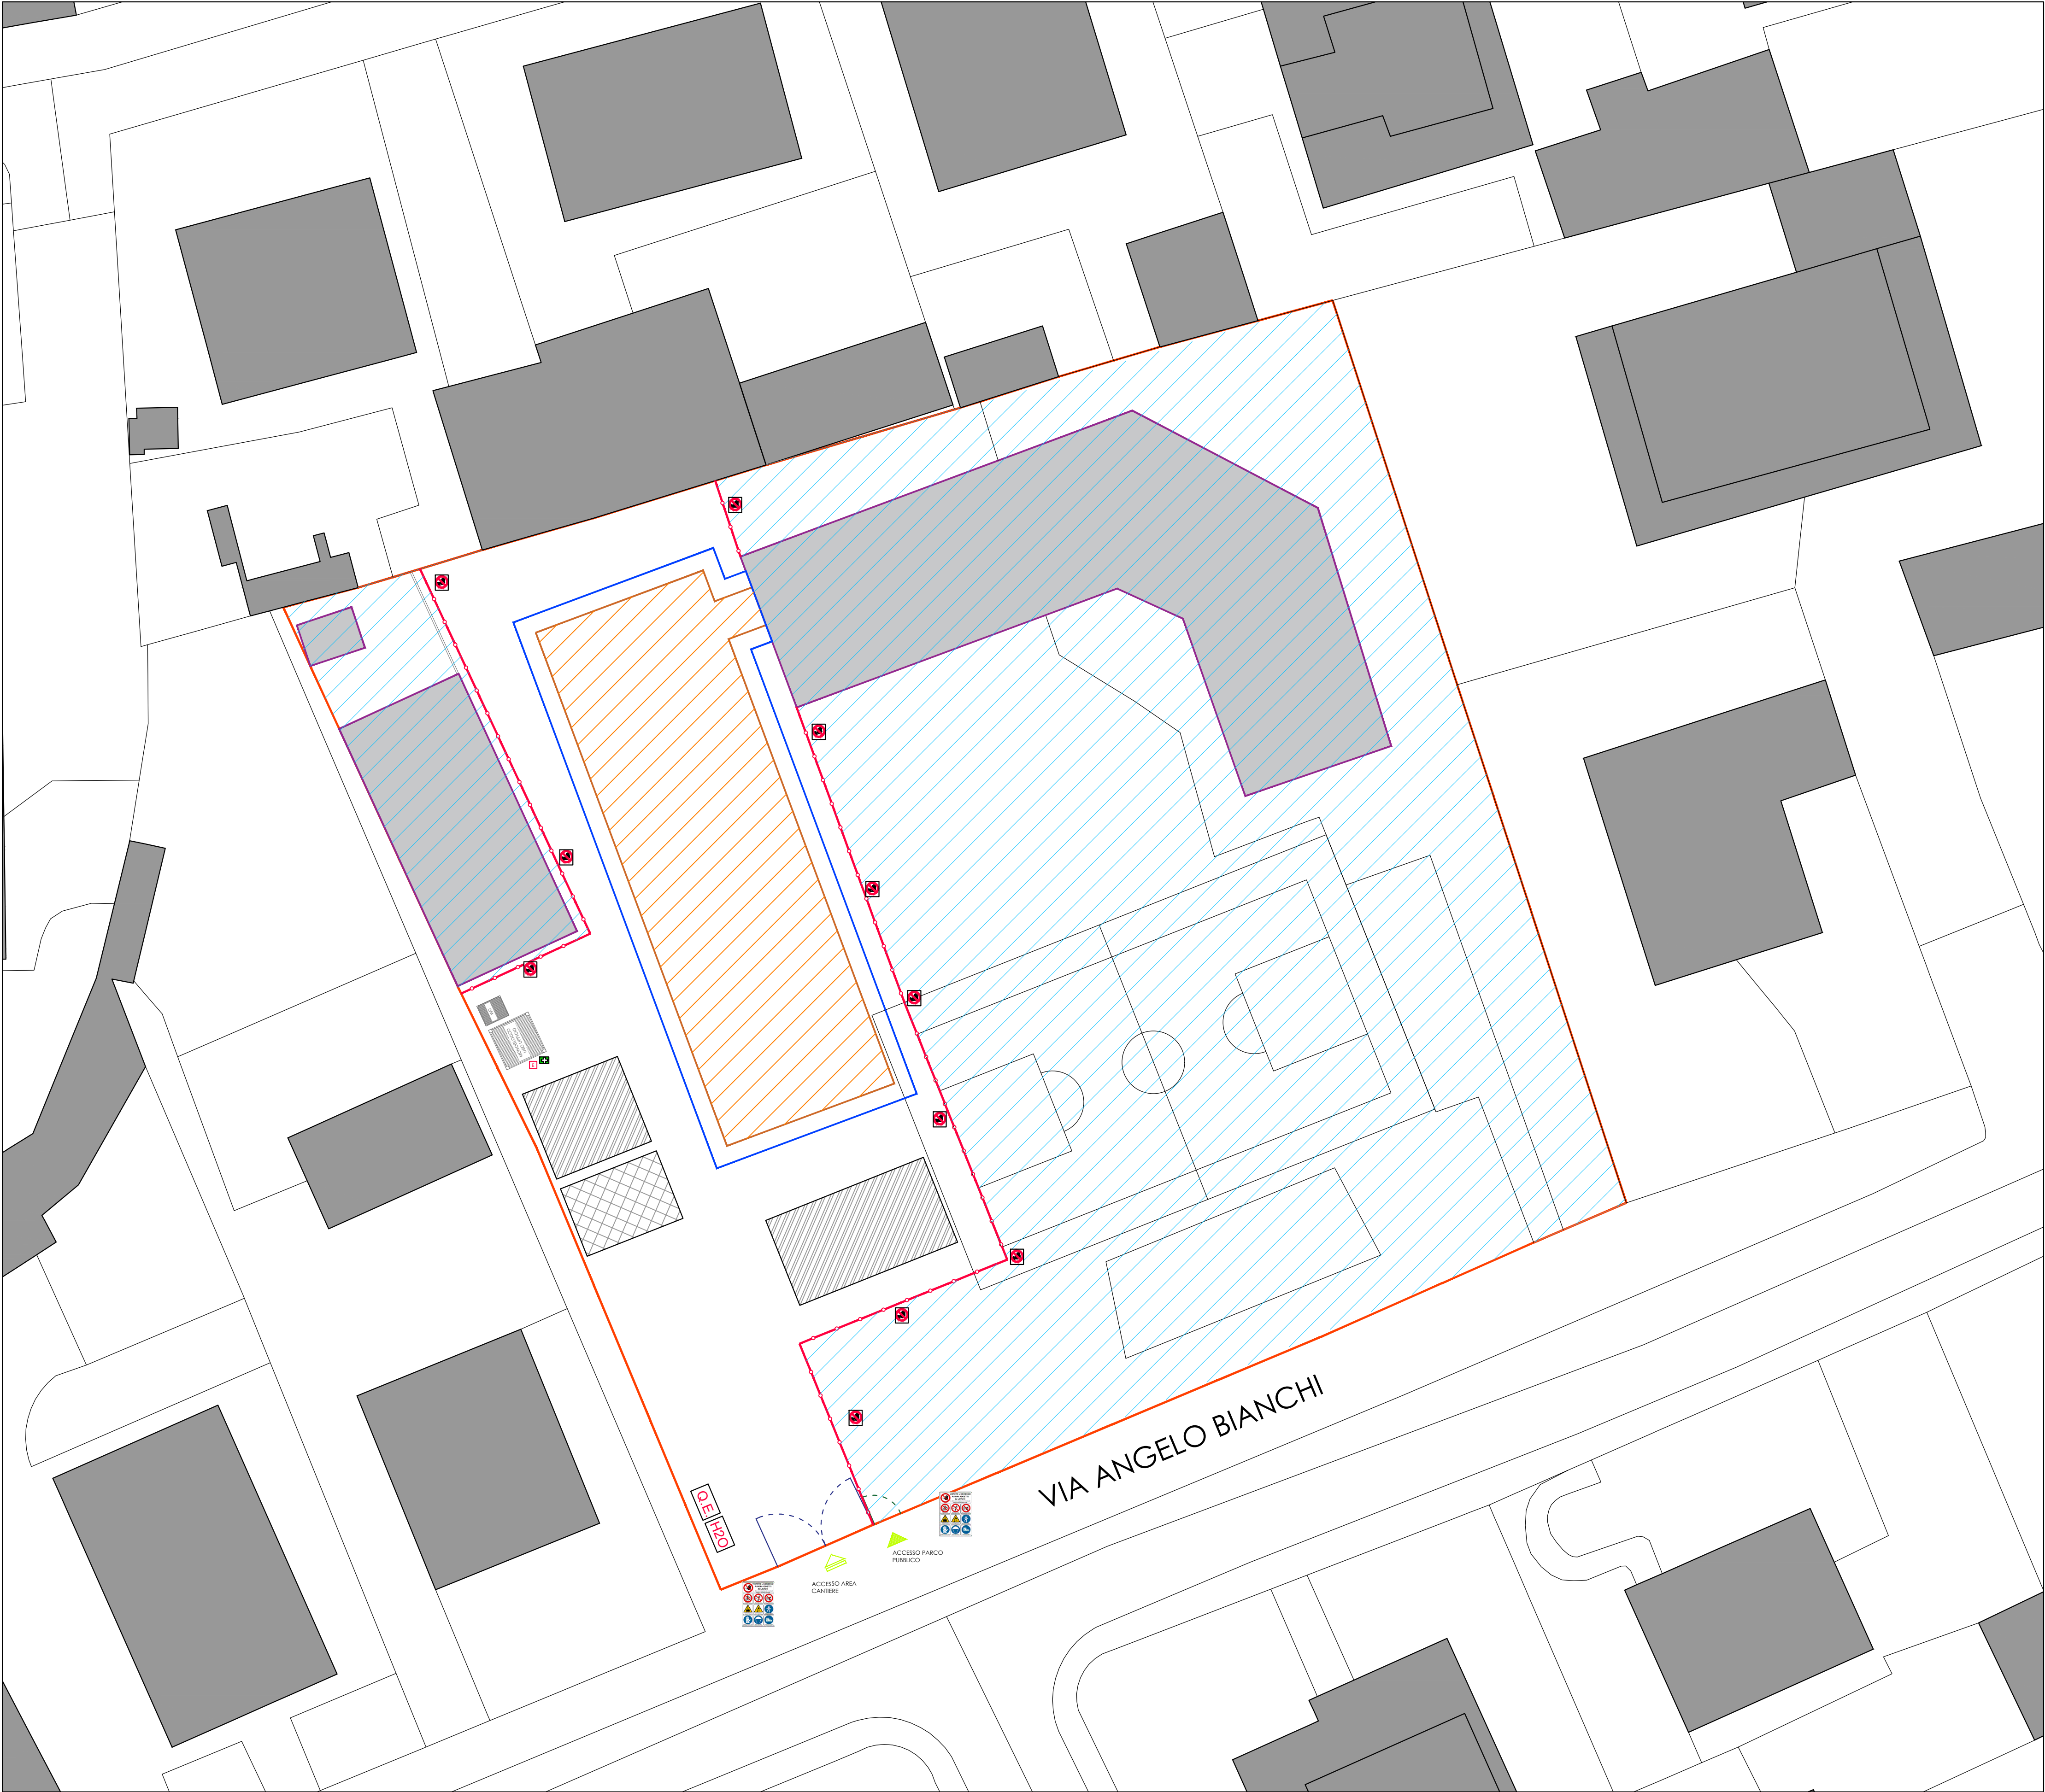 VIA ANGELO BIANCHI
Q.E.
H2O
ACCESSO PARCO
PUBBLICO
ACCESSO AREA
CANTIERE